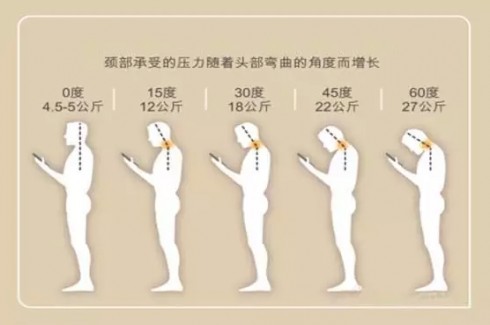 颈部承受的压力随着头部弯曲的角度而增长
0度 15度 30度 45度 60度
4.5-5公斤 12公斤 18公斤 22公斤 27公斤